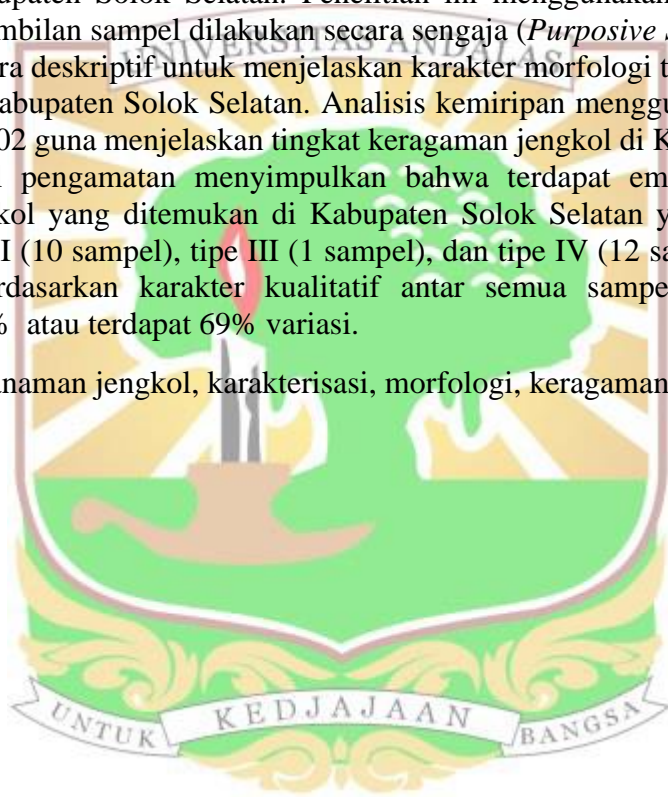 upaten Solok Selatan. Penelitian ini menggunakan
mbilan sampel dilakukan secara sengaja (Purposive
UNIVERSITAS ANDALAS
ra deskriptif untuk menjelaskan karakter morfologi t
Kabupaten Solok Selatan. Analisis kemiripan menggu
02 guna menjelaskan tingkat keragaman jengkol di K
pengamatan menyimpulkan bahwa terdapat em
kol yang ditemukan di Kabupaten Solok Selatan y
I (10 sampel), tipe III (1 sampel), dan tipe IV (12 sa
rdasarkan karakter kualitatif antar semua sampe
% atau terdapat 69% variasi.
naman jengkol, karakterisasi, morfologi, keragaman
UNTUK KEDJAJAAN BANGSA